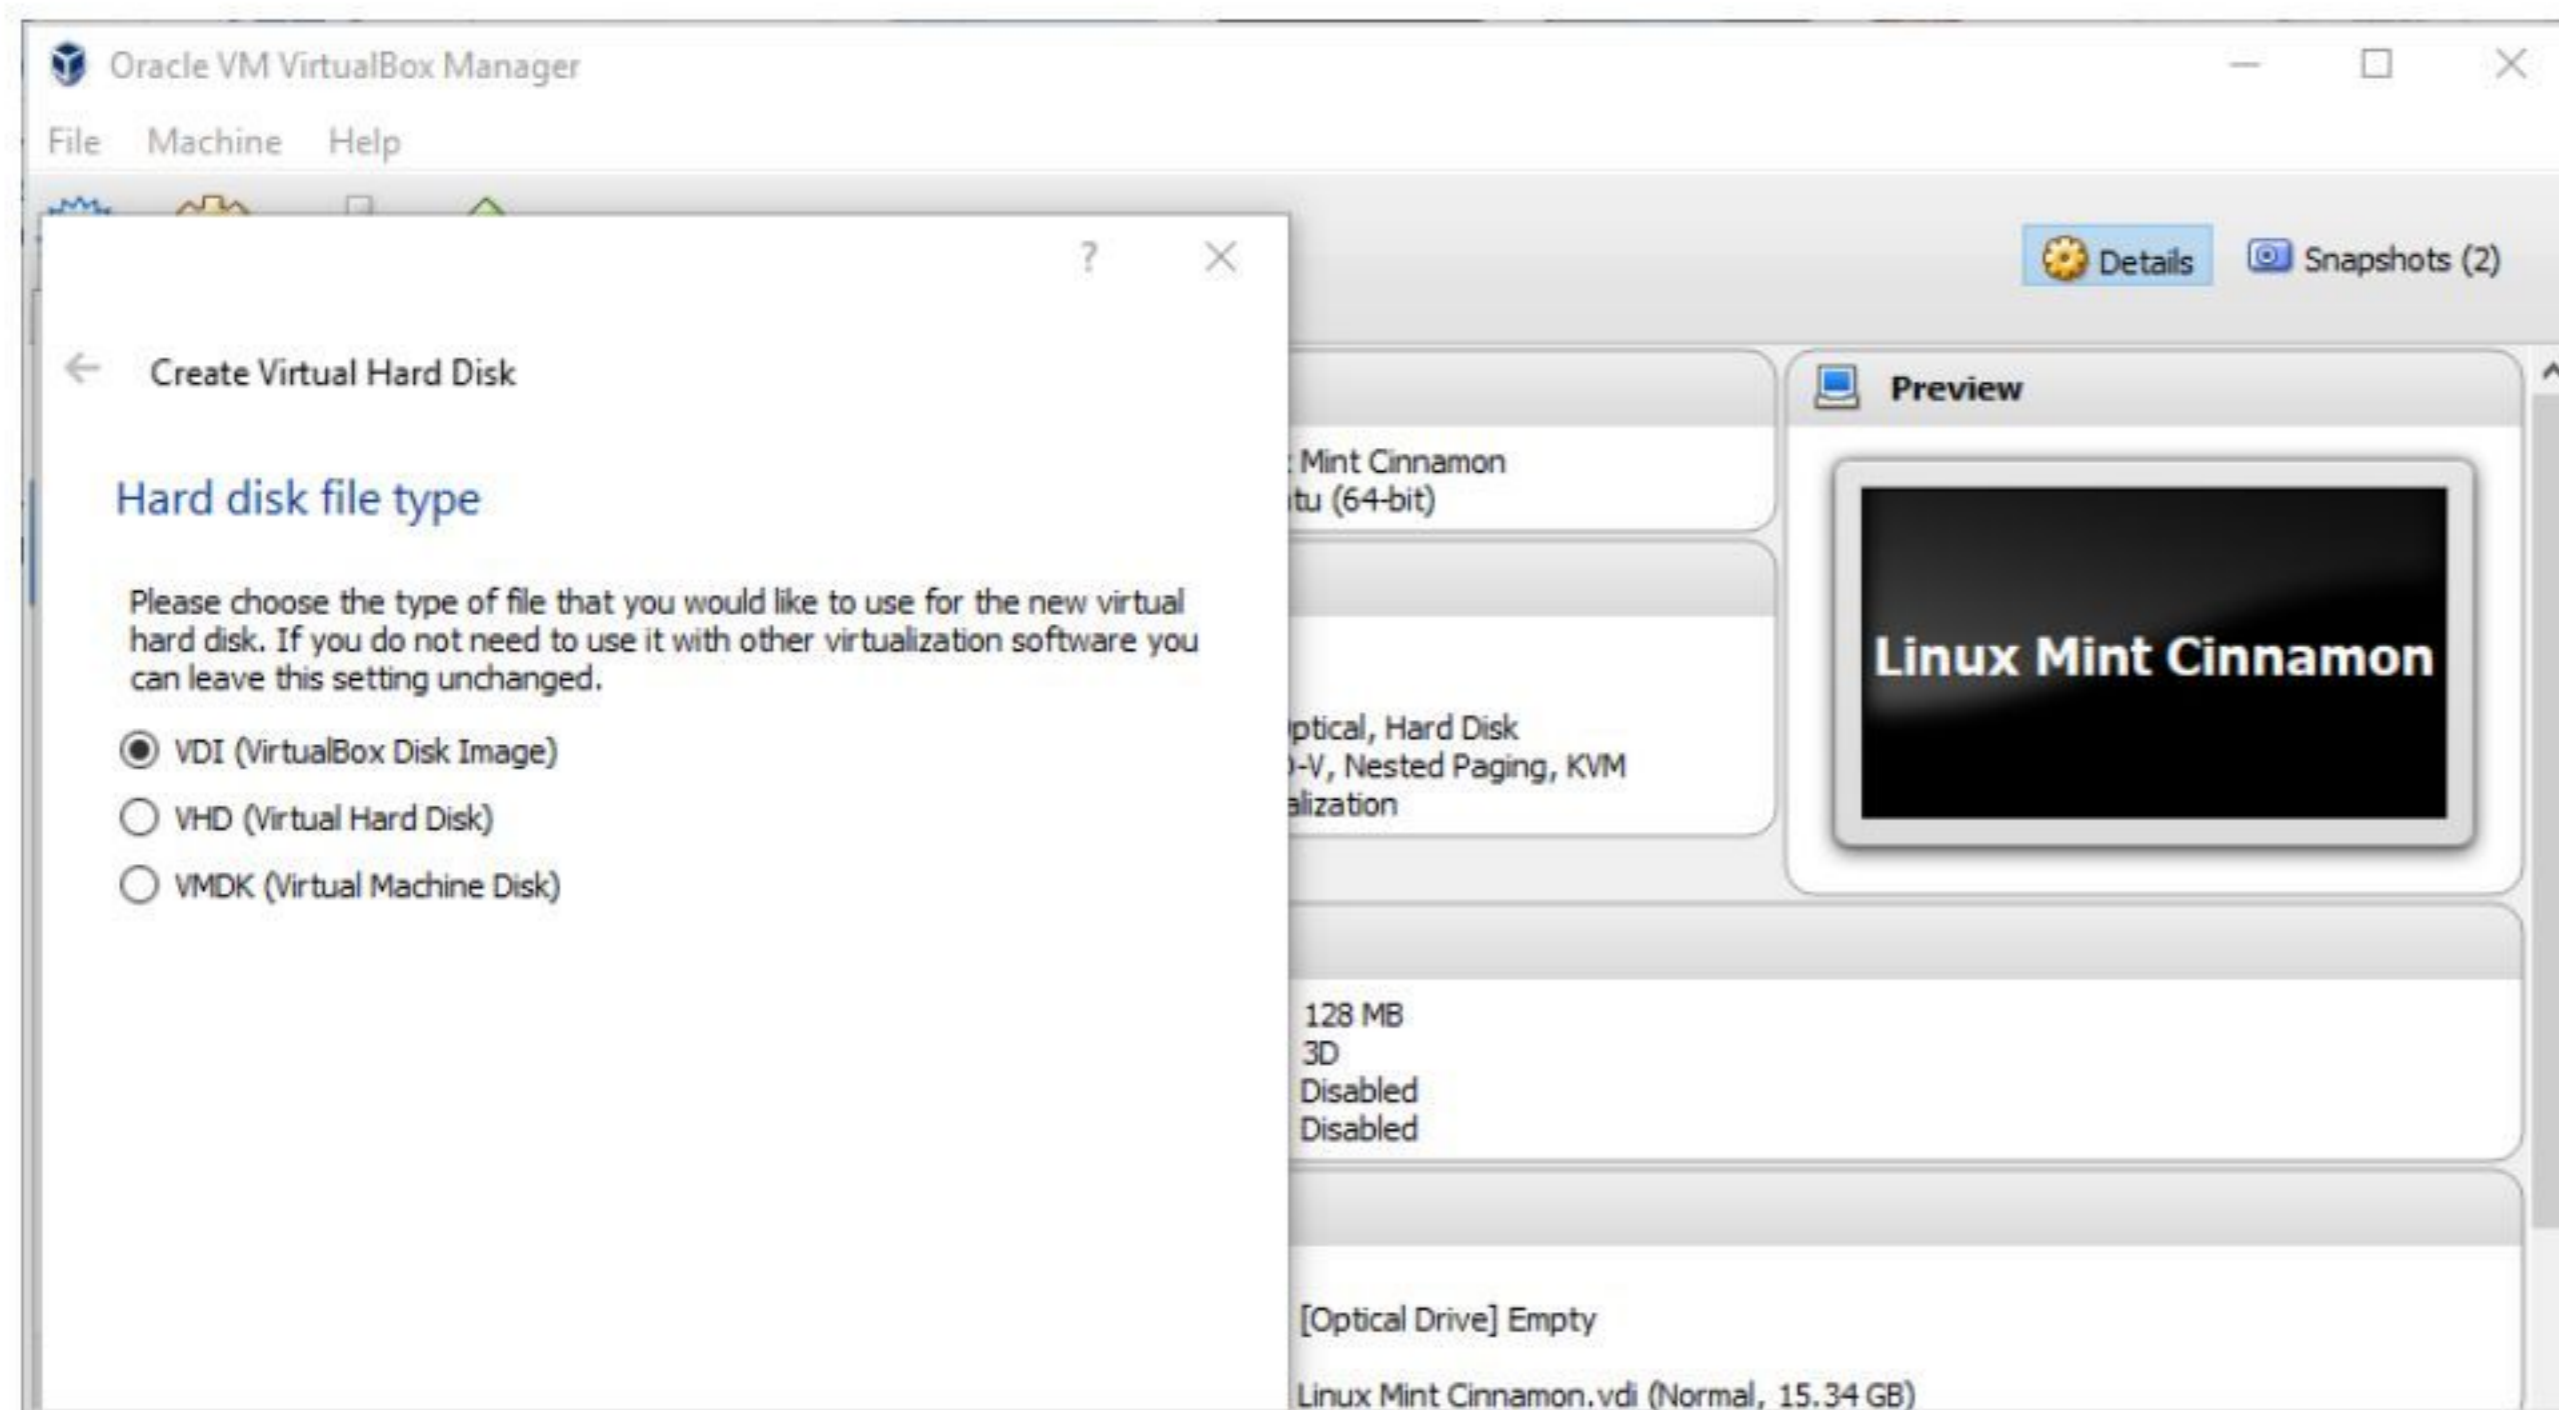 Oracle VM VirtualBox Manager
File Machine Help
?
Details Snapshots (2)
Create Virtual Hard Disk
Hard disk file type
Please choose the type of file that you would like to use for the new virtual
hard disk. If you do not need to use it with other virtualization software you
can leave this setting unchanged.
VDI (VirtualBox Disk Image)
VHD (Virtual Hard Disk)
VMDK (Virtual Machine Disk)
Mint Cinnamon
tu (64-bit)
ptical, Hard Disk
-V, Nested Paging, KVM
alization
Preview
Linux Mint Cinnamon
128 MB
3D
Disabled
Disabled
[Optical Drive] Empty
Linux Mint Cinnamon.vdi (Normal, 15.34 GB)